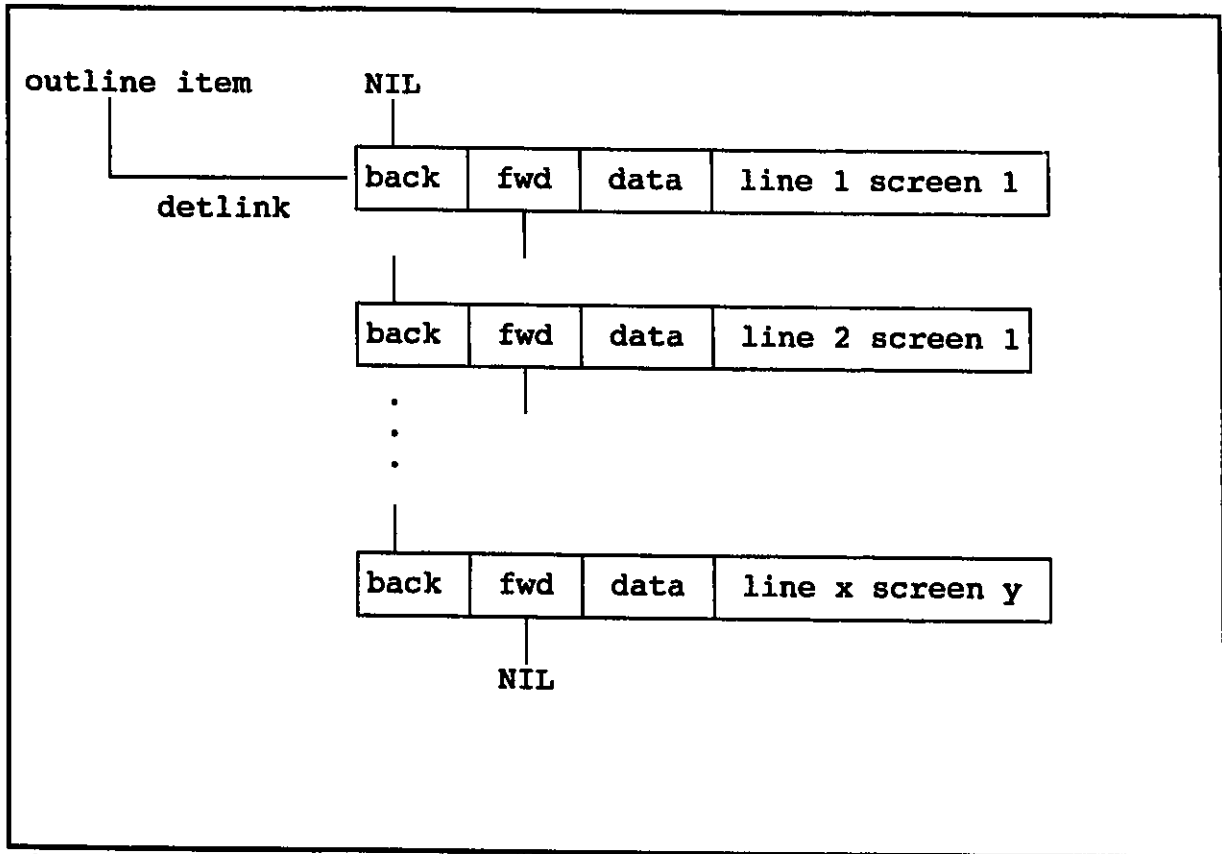 outline item NIL
back fwd data line 1 screen 1
detlink
back fwd data line 2 screen 1
back fwd data line x screen y
NIL